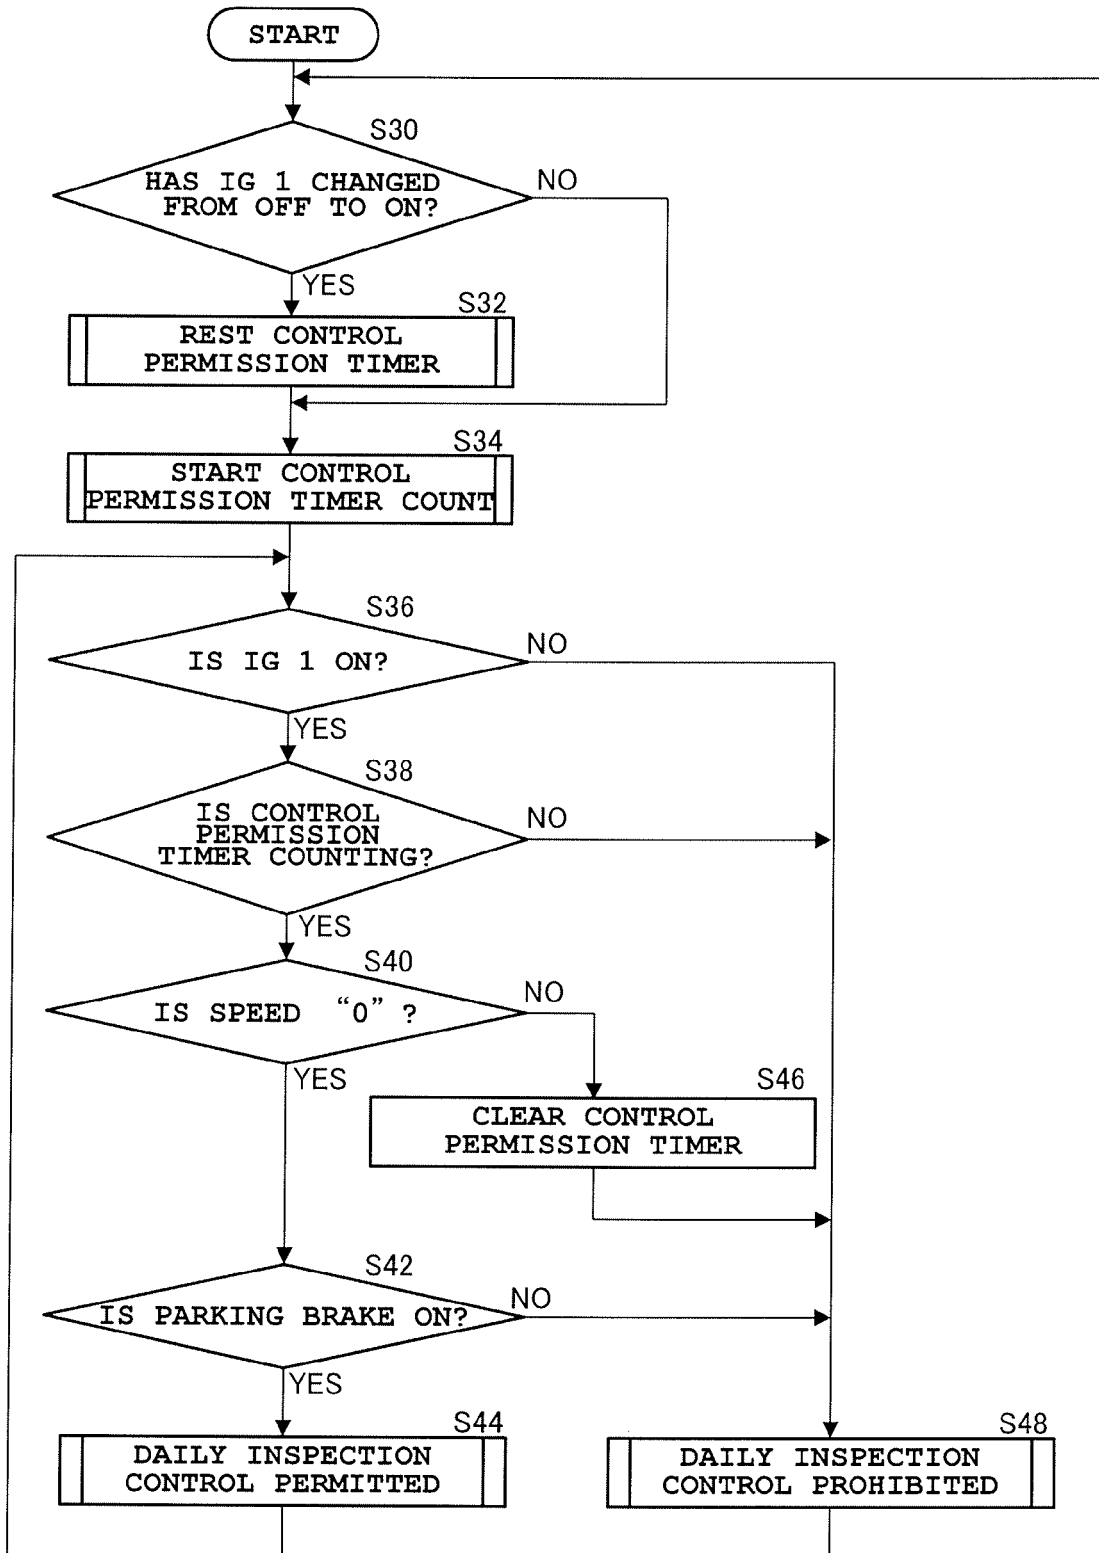 START
S30
HAS IG 1 CHANGED
FROM OFF TO ON?
NO
YES
S32
REST CONTROL
PERMISSION TIMER
S34
START CONTROL
PERMISSION TIMER COUNT
S36
IS IG 1 ON?
NO
YES
S38
IS CONTROL
PERMISSION
TIMER COUNTING?
NO
YES
S40
IS SPEED “0” ?
NO
YES
S46
CLEAR CONTROL
PERMISSION TIMER
S42
IS PARKING BRAKE ON?
NO
YES
S44
DAILY INSPECTION
CONTROL PERMITTED
S48
DAILY INSPECTION
CONTROL PROHIBITED